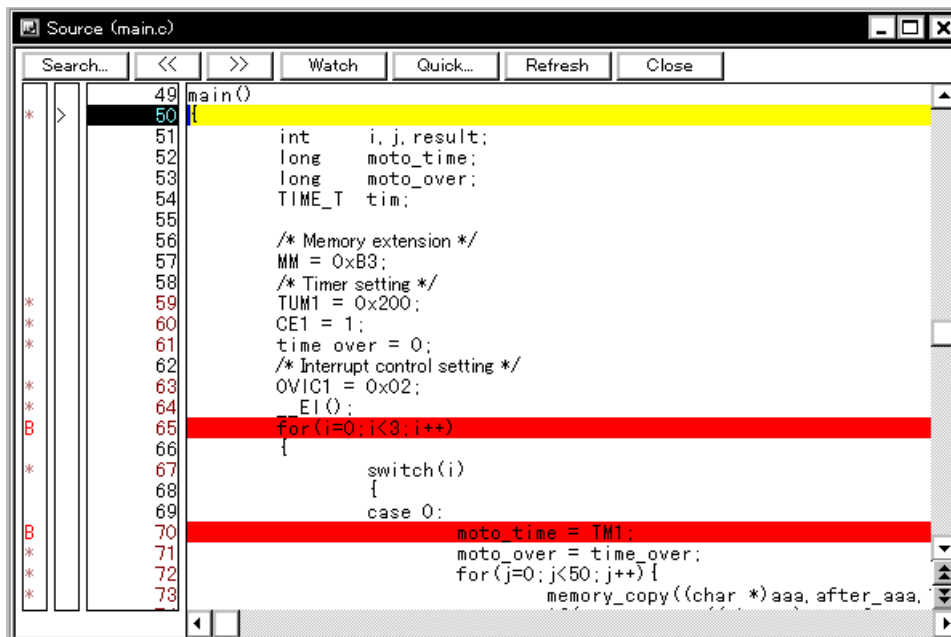 Source (main.c)
Search... << >> Watch Quick... Refresh Close
49 main()
* > 50 {
51 int i, j, result;
52 long moto_time;
53 long moto_over;
54 TIME_T tim;
55
56 /* Memory extension */
57 MM = 0xB3;
58 /* Timer setting */
* 59 TUM1 = 0x200;
* 60 CE1 = 1;
* 61 time_over = 0;
62 /* Interrupt control setting */
* 63 OVIC1 = 0x02;
* 64 __EI();
B 65 for(i=0;i<3;i++)
66 {
* 67 switch(i)
68 {
69 case 0:
B 70 moto_time = TM1;
* 71 moto_over = time_over;
* 72 for(j=0;j<50;j++){
* 73 memory_copy((char *)aaa,after_aaa,